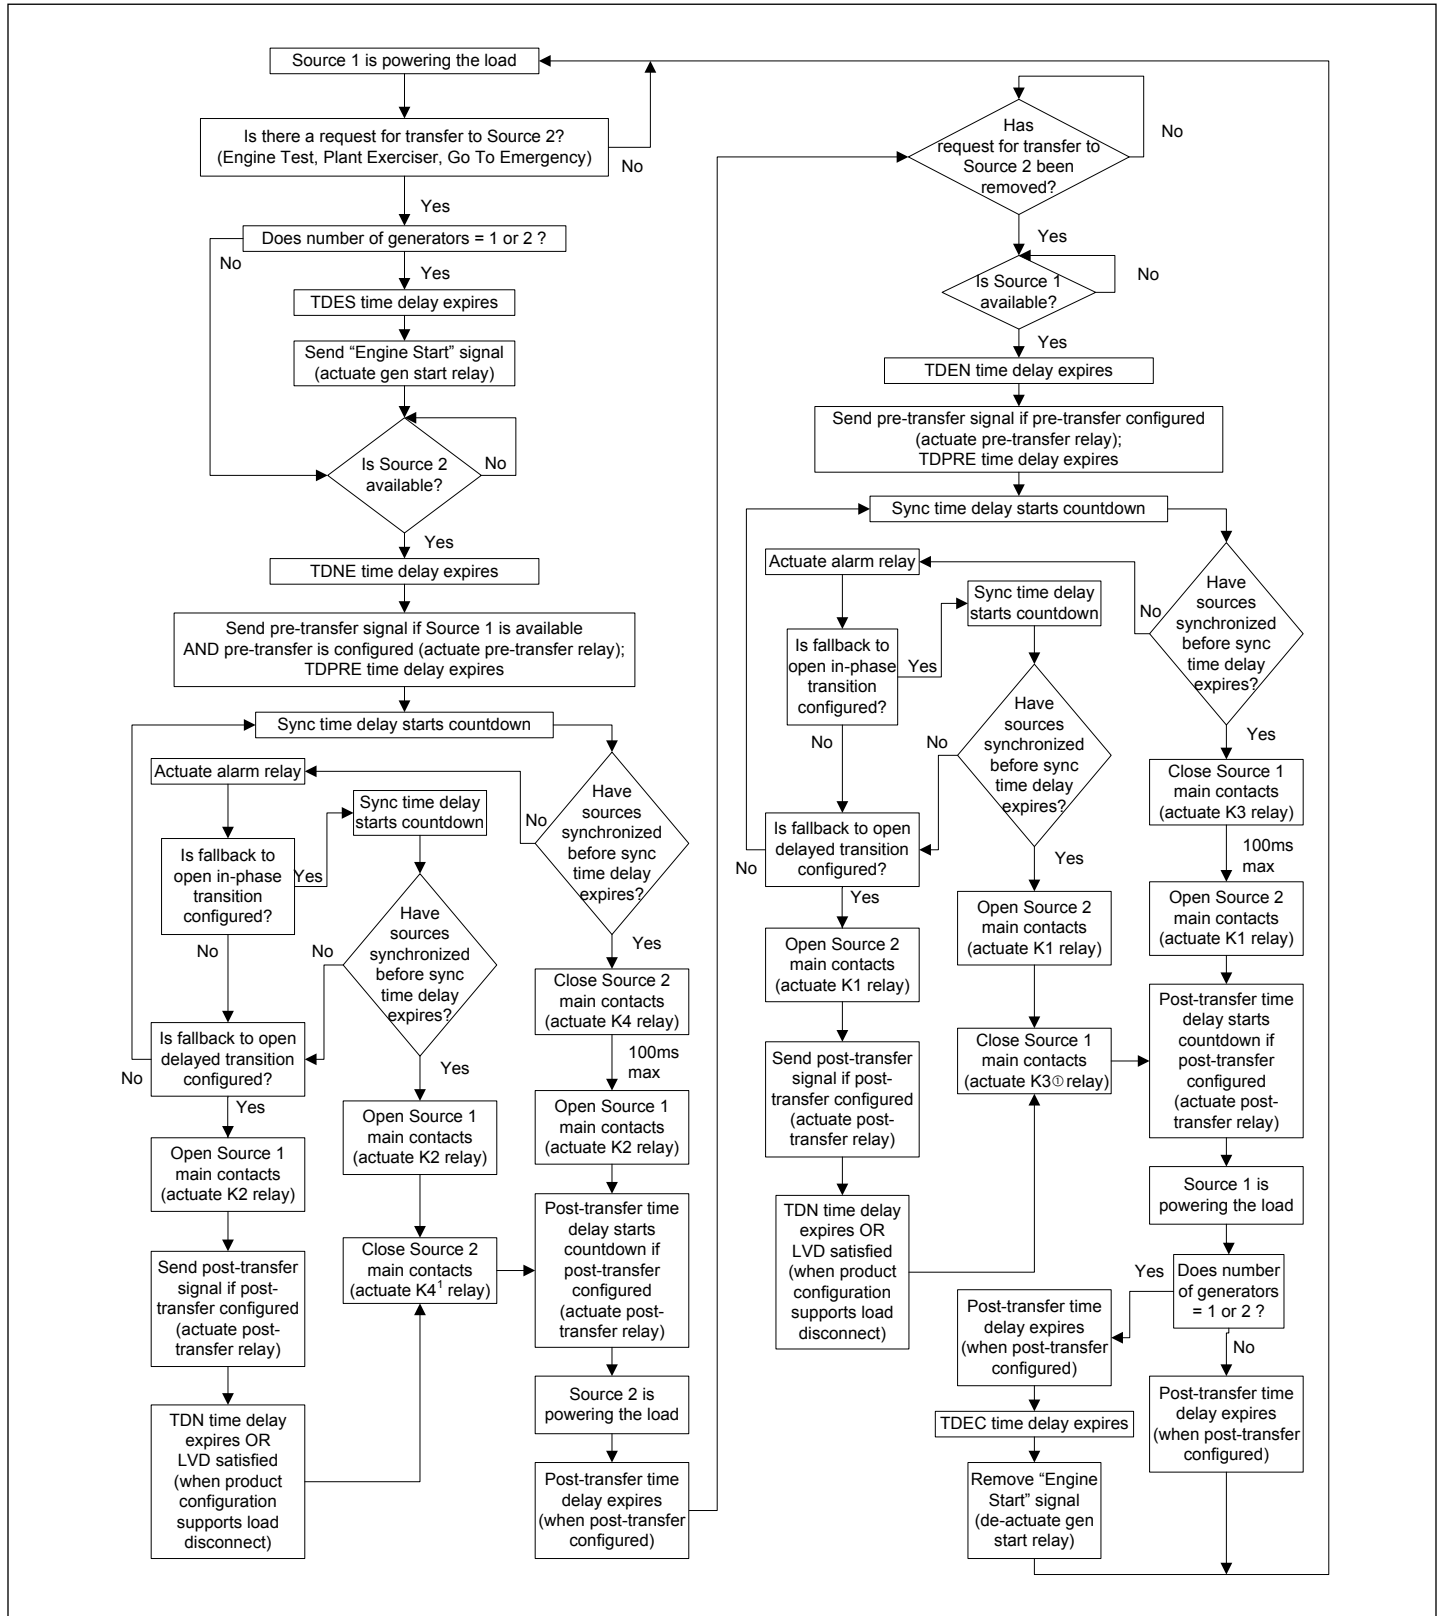 Source 1 is powering the load
Is there a request for transfer to Source 2?
(Engine Test, Plant Exerciser, Go To Emergency)
No
Yes
Does number of generators = 1 or 2 ?
No
Yes
TDES time delay expires
Send “Engine Start” signal
(actuate gen start relay)
Is Source 2
available?
No
Yes
TDNE time delay expires
Send pre-transfer signal if Source 1 is available
AND pre-transfer is configured (actuate pre-transfer relay);
TDPRE time delay expires
Sync time delay starts countdown
Actuate alarm relay
Sync time delay
starts countdown
No
Have
sources
synchronized
before sync
time delay
expires?
Is fallback to
open in-phase
transition
configured?
Yes
Have
sources
synchronized
before sync
time delay
expires?
No
No
Yes
Close Source 2
main contacts
(actuate K4 relay)
Is fallback to open
delayed transition
configured?
No
Yes
100ms
max
Yes
Open Source 1
main contacts
(actuate K2 relay)
Open Source 1
main contacts
(actuate K2 relay)
Open Source 1
main contacts
(actuate K2 relay)
Send post-transfer
signal if post-
transfer configured
(actuate post-
transfer relay)
Close Source 2
main contacts
(actuate K4¹ relay)
Post-transfer time
delay starts
countdown if
post-transfer
configured
(actuate post-
transfer relay)
TDN time delay
expires OR
LVD satisfied
(when product
configuration
supports load
disconnect)
Source 2 is
powering the load
Post-transfer time
delay expires
(when post-transfer
configured)
Has
request for transfer to
Source 2 been
removed?
No
Yes
Is Source 1
available?
No
Yes
TDEN time delay expires
Send pre-transfer signal if pre-transfer configured
(actuate pre-transfer relay);
TDPRE time delay expires
Sync time delay starts countdown
Actuate alarm relay
Sync time delay
starts countdown
No
Have
sources
synchronized
before sync
time delay
expires?
Is fallback to
open in-phase
transition
configured?
Yes
Have
sources
synchronized
before sync
time delay
expires?
No
No
Yes
Close Source 1
main contacts
(actuate K3 relay)
Is fallback to open
delayed transition
configured?
No
Yes
100ms
max
Yes
Open Source 2
main contacts
(actuate K1 relay)
Open Source 2
main contacts
(actuate K1 relay)
Open Source 2
main contacts
(actuate K1 relay)
Send post-transfer
signal if post-
transfer configured
(actuate post-
transfer relay)
Close Source 1
main contacts
(actuate K3① relay)
Post-transfer time
delay starts
countdown if
post-transfer
configured
(actuate post-
transfer relay)
TDN time delay
expires OR
LVD satisfied
(when product
configuration
supports load
disconnect)
Source 1 is
powering the load
Does number
of generators
= 1 or 2 ?
Yes
No
Post-transfer time
delay expires
(when post-transfer
configured)
Post-transfer time
delay expires
(when post-transfer
configured)
TDEC time delay expires
Remove “Engine
Start” signal
(de-actuate gen
start relay)